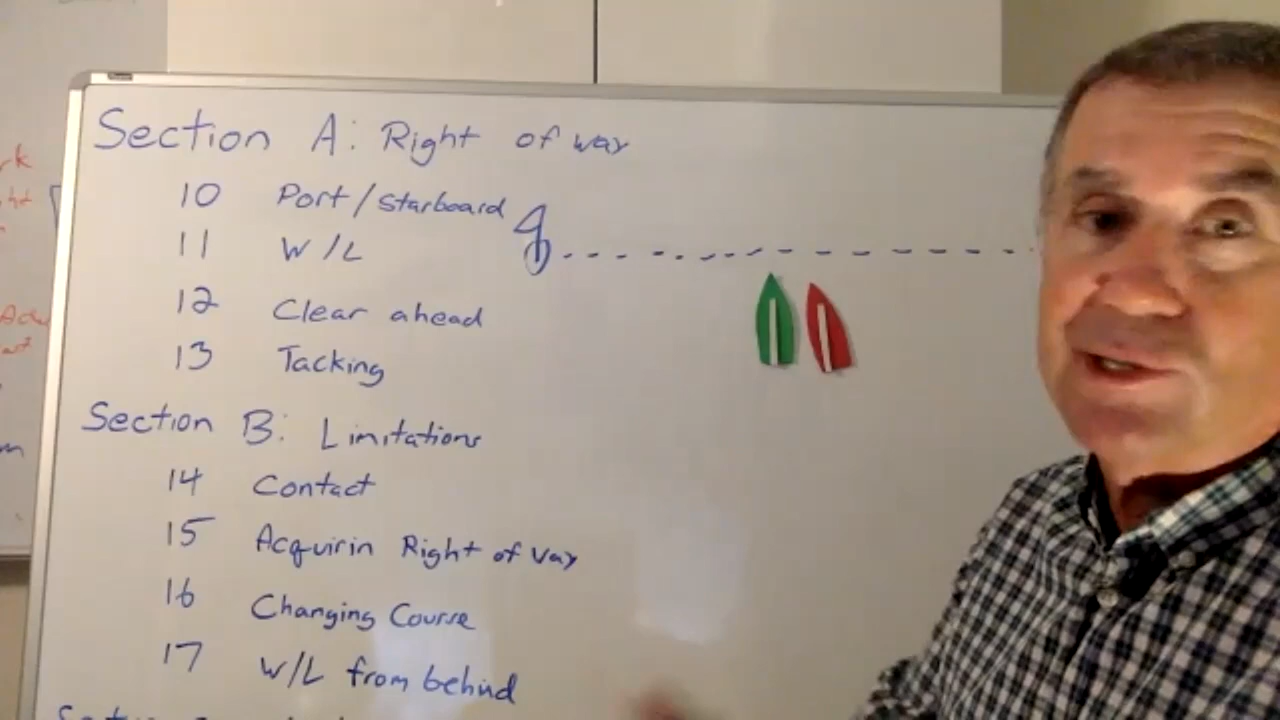 Section A: Right of way
10 Port/Starboard
11 W/L
12 Clear ahead
13 Tacking
Section B: Limitations
14 Contact
15 Acquirin Right of way
16 Changing Course
17 W/L from behind